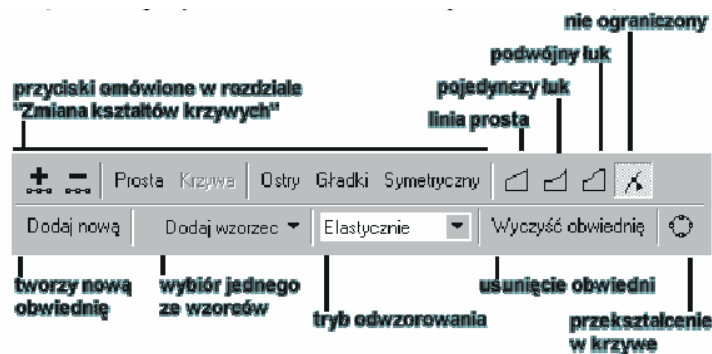 nie ograniczony
podwójny łuk
przyciski omówione w rozdziale
"Zmiana kształtów krzywych"
pojedynczy łuk
linia prosta
Prosta Krzywa Ostry Gładki Symetryczny
Dodaj nową Dodaj wzorzec Elastycznie Wyczyść obwiednię
tworzy nową
obwiednię
wybiór jednego
ze wzorców
tryb odwzorowania
usunięcie obwiedni
przekształcenie
w krzywe